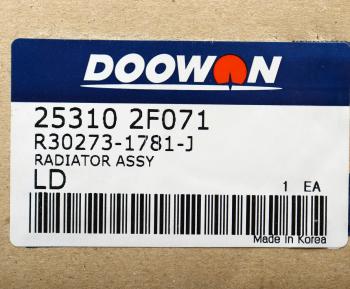 DOOWON
25310 2F071
R30273-1781-J
RADIATOR ASSY
LD
1 EA
Made In Korea